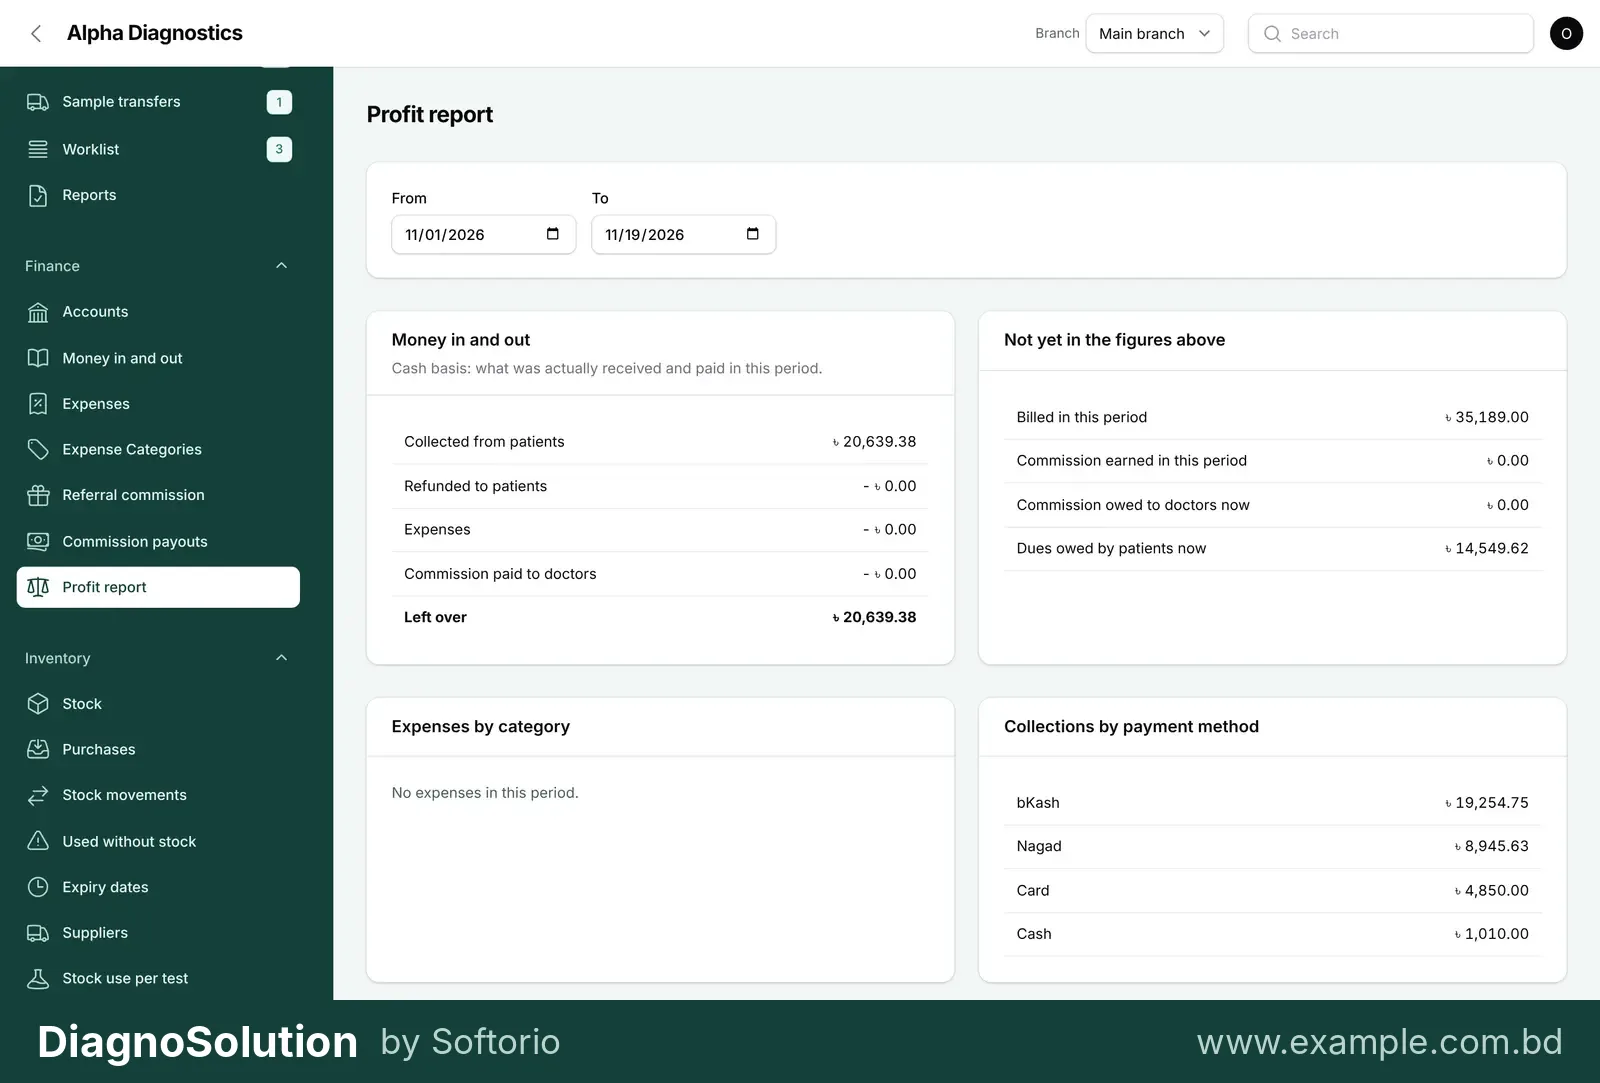 Alpha Diagnostics
Branch
Main branch
Search
O
Sample transfers
1
Worklist
3
Reports
Finance
Accounts
Money in and out
Expenses
Expense Categories
Referral commission
Commission payouts
Profit report
Inventory
Stock
Purchases
Stock movements
Used without stock
Expiry dates
Suppliers
Stock use per test
Profit report
From
To
11/01/2026
11/19/2026
Money in and out
Cash basis: what was actually received and paid in this period.
Collected from patients ৳ 20,639.38
Refunded to patients - ৳ 0.00
Expenses - ৳ 0.00
Commission paid to doctors - ৳ 0.00
Left over ৳ 20,639.38
Not yet in the figures above
Billed in this period ৳ 35,189.00
Commission earned in this period ৳ 0.00
Commission owed to doctors now ৳ 0.00
Dues owed by patients now ৳ 14,549.62
Expenses by category
No expenses in this period.
Collections by payment method
bKash ৳ 19,254.75
Nagad ৳ 8,945.63
Card ৳ 4,850.00
Cash ৳ 1,010.00
DiagnoSolution by Softorio
www.example.com.bd